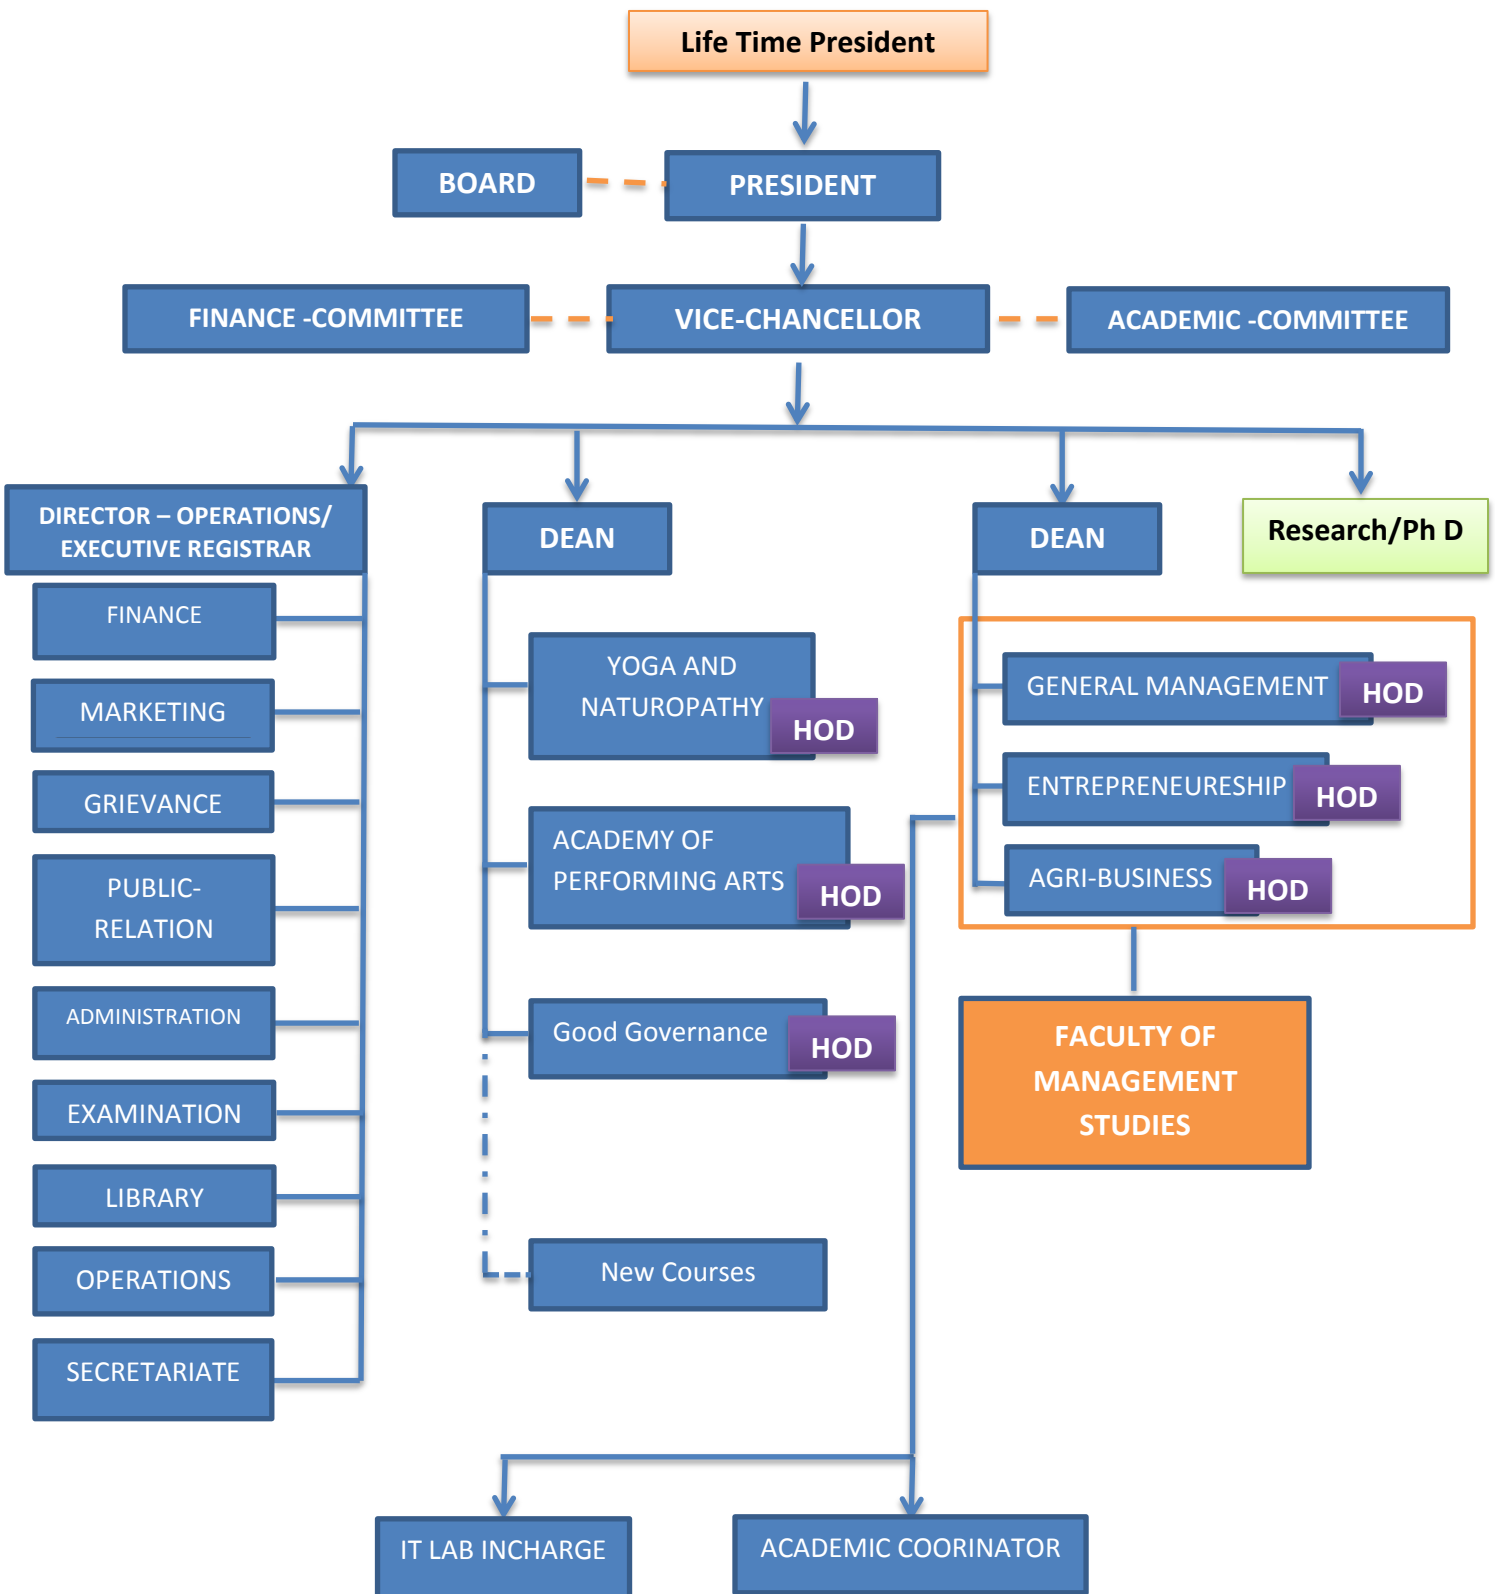 Life Time President
BOARD
PRESIDENT
FINANCE -COMMITTEE
VICE-CHANCELLOR
ACADEMIC -COMMITTEE
DIRECTOR – OPERATIONS/
EXECUTIVE REGISTRAR
DEAN
DEAN
Research/Ph D
FINANCE
MARKETING
GRIEVANCE
PUBLIC-
RELATION
ADMINISTRATION
EXAMINATION
LIBRARY
OPERATIONS
SECRETARIATE
YOGA AND
NATUROPATHY
HOD
ACADEMY OF
PERFORMING ARTS
HOD
Good Governance
HOD
New Courses
GENERAL MANAGEMENT
HOD
ENTREPRENEURESHIP
HOD
AGRI-BUSINESS
HOD
FACULTY OF
MANAGEMENT
STUDIES
IT LAB INCHARGE
ACADEMIC COORINATOR